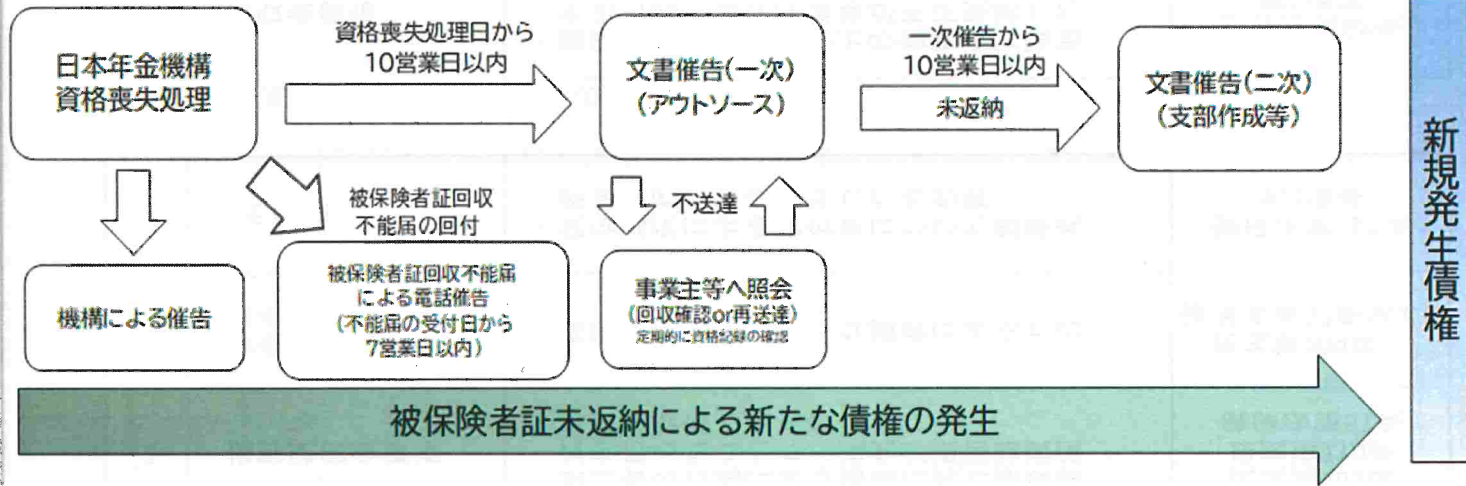 日本年金機構
資格喪失処理
資格喪失処理日から
10営業日以内
文書催告(一次)
(アウトソース)
一次催告から
10営業日以内
未返納
文書催告(二次)
(支部作成等)
被保険者証回収
不能届の回付
不送達
機構による催告
被保険者証回収不能届
による電話催告
(不能届の受付日から
7営業日以内)
事業主等へ照会
(回収確認or再送達)
定期的に資格記録の確認
被保険者証未返納による新たな債権の発生
新規発生債権